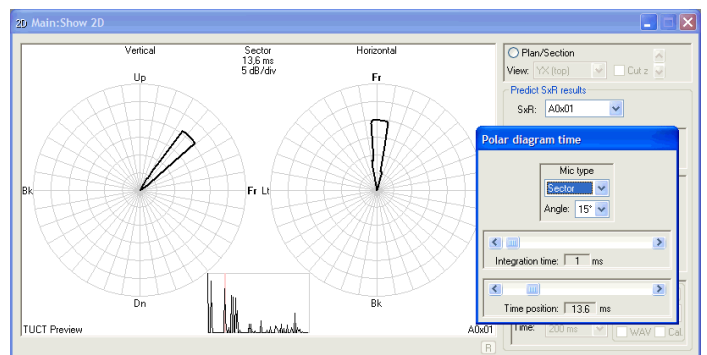 2D Main:Show 2D
Vertical
Sector
Horizontal
13,6 ms
5 dB/div
Up
Fr
Bk
Fr
Lt
Dn
Bk
TUCT Preview
A0x01
R
Plan/Section
View: YX (top)
Cut z
Predict SxR results
SxR: A0x01
Polar diagram time
Mic type
Sector
Angle: 15°
Integration time: 1 ms
Time position: 13.6 ms
Time: 200 ms
WAV
Cal